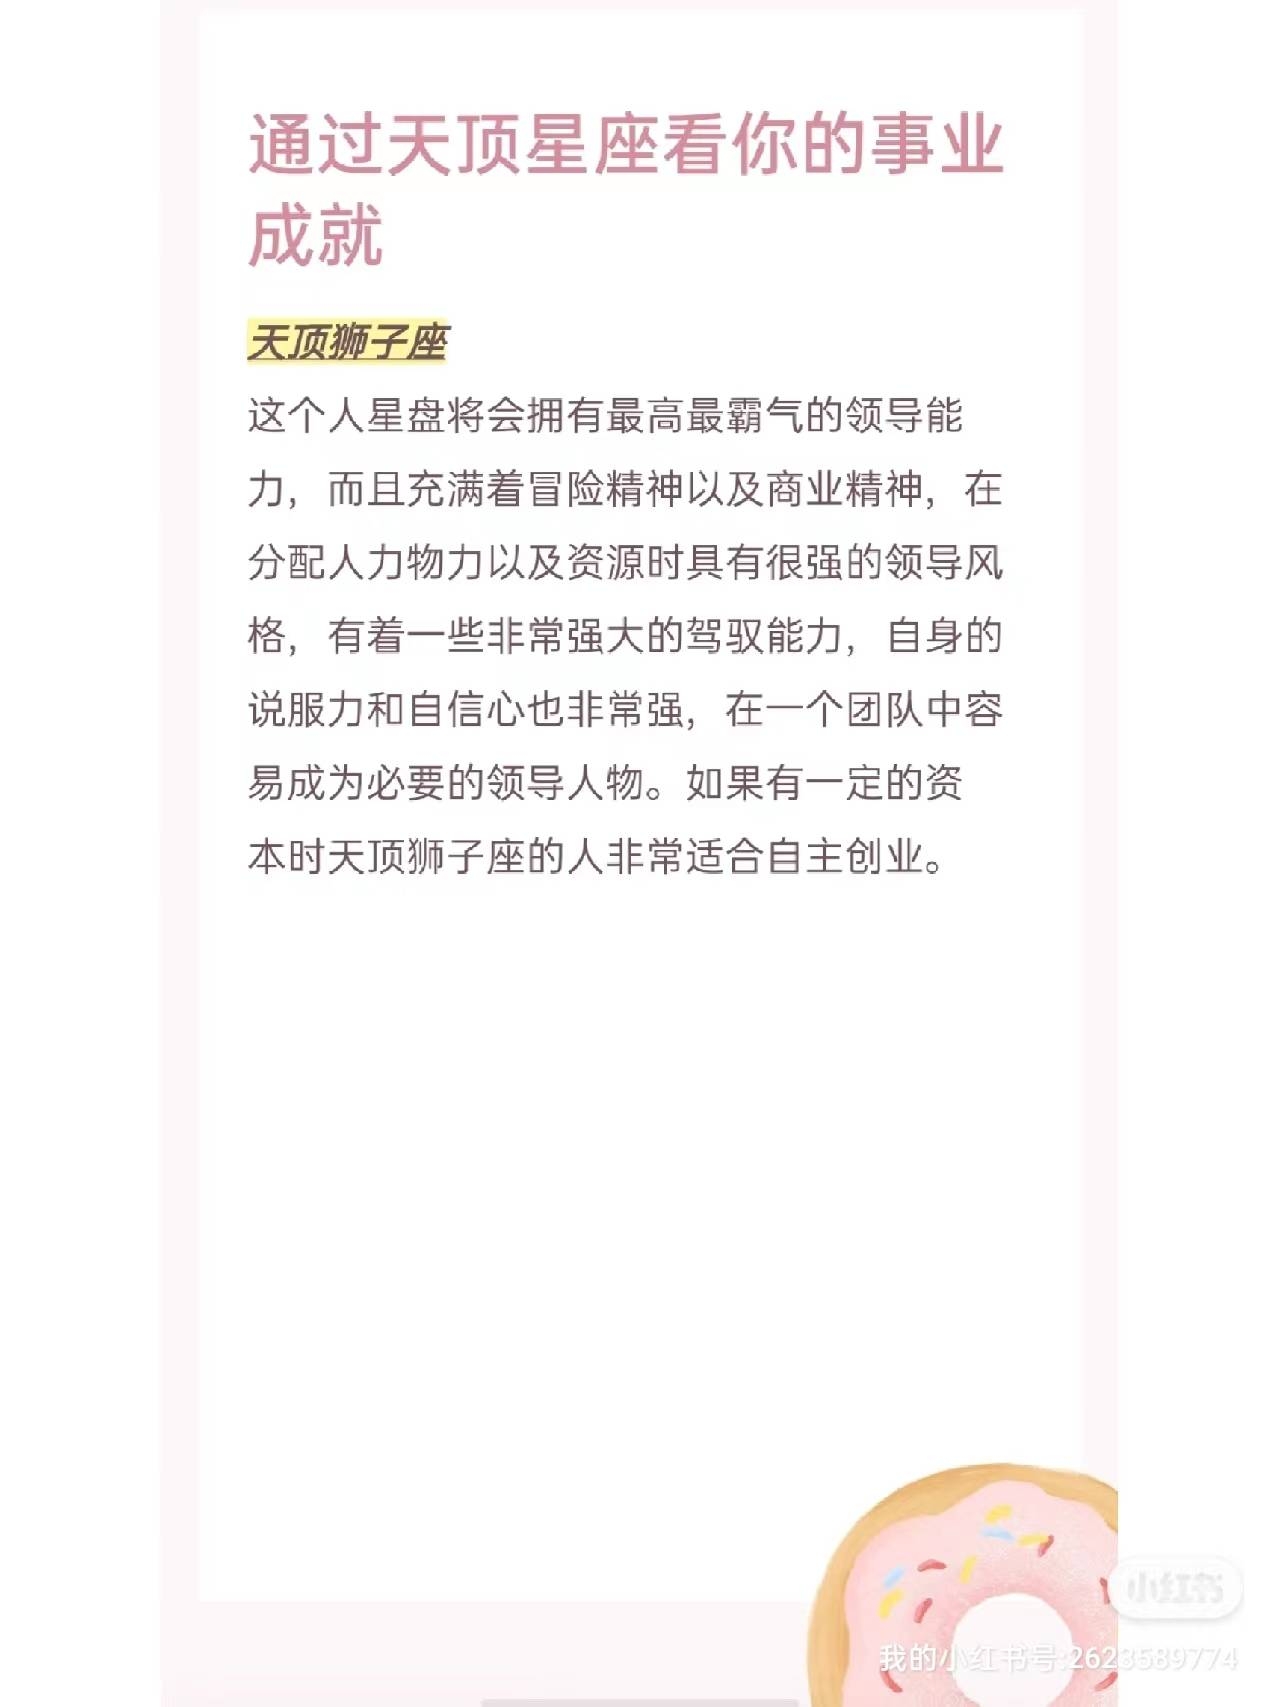 通过天顶星座看你的事业
成就
天顶狮子座
这个人星盘将会拥有最高最霸气的领导能
力，而且充满着冒险精神以及商业精神，在
分配人力物力以及资源时具有很强的领导风
格，有着一些非常强大的驾驭能力，自身的
说服力和自信心也非常强，在一个团队中容
易成为必要的领导人物。如果有一定的资
本时天顶狮子座的人非常适合自主创业。
小红书
我的小红书号:2623589774